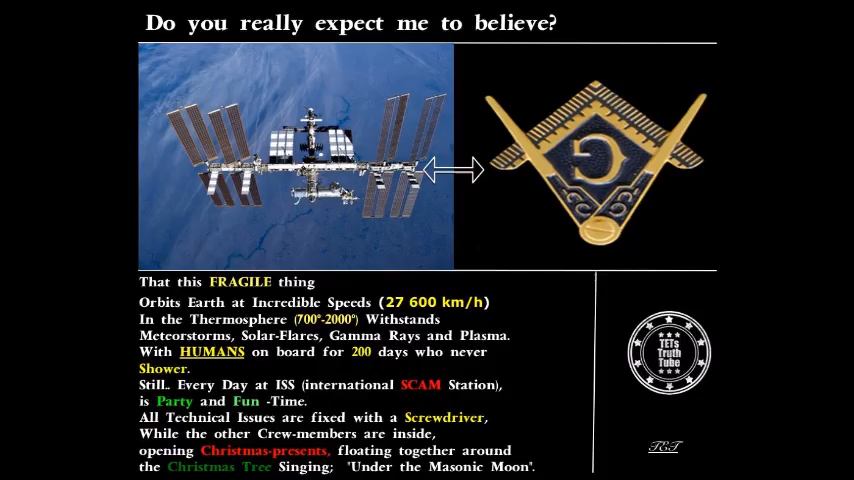 Do you really expect me to believe?
That this FRAGILE thing
Orbits Earth at Incredible Speeds (27 600 km/h)
In the Thermosphere (700°-2000°) Withstands
Meteorstorms, Solar-Flares, Gamma Rays and Plasma.
With HUMANS on board for 200 days who never
Shower.
Still.. Every Day at ISS (international SCAM Station),
is Party and Fun -Time.
All Technical Issues are fixed with a Screwdriver,
While the other Crew-members are inside,
opening Christmas-presents, floating together around
the Christmas Tree Singing; "Under the Masonic Moon".
TETs
Truth
Tube
TET